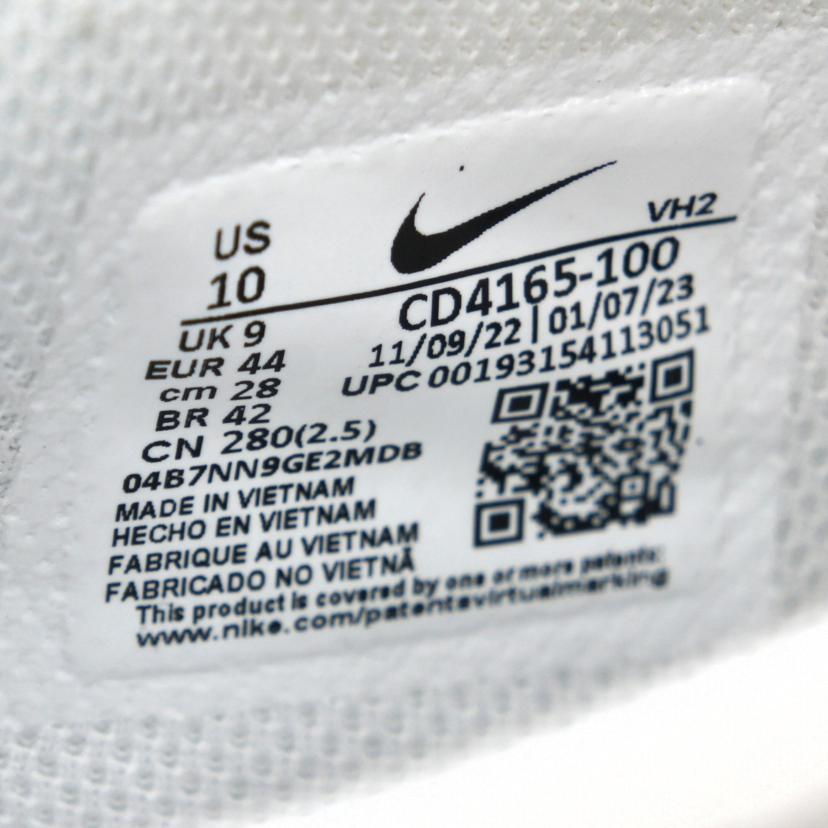 US
10
VH2
CD4165-100
11/09/22 | 01/07/23
UPC 00193154113051
UK 9
EUR 44
cm 28
BR 42
CN 280(2.5)
04B7NN9GE2MDB
MADE IN VIETNAM
HECHO EN VIETNAM
FABRIQUE AU VIETNAM
FABRICADO NO VIETNÃ
This product is covered by one or more patents:
www.nike.com/patentsvirtualmarking